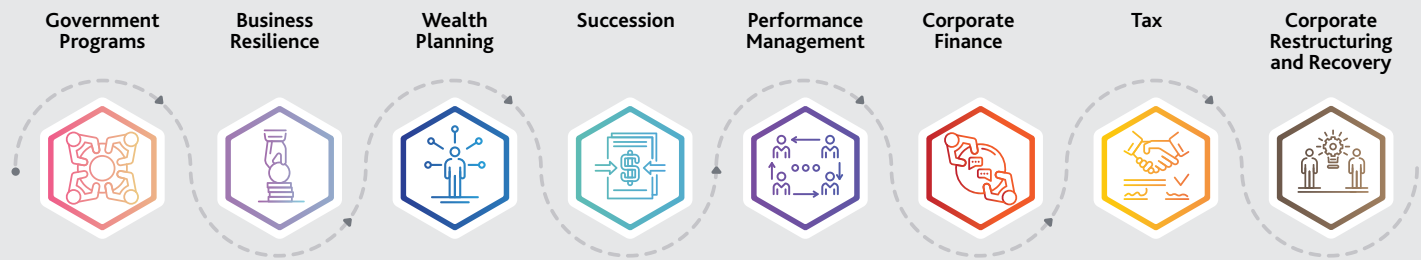 Government
Programs
Business
Resilience
Wealth
Planning
Succession
Performance
Management
Corporate
Finance
Tax
Corporate
Restructuring
and Recovery
$